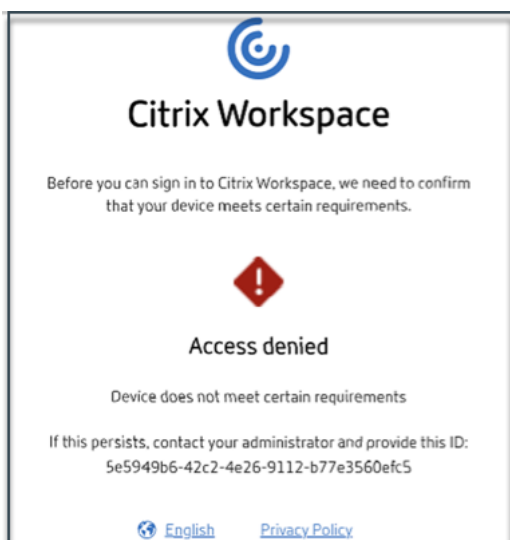 Citrix Workspace
Before you can sign in to Citrix Workspace, we need to confirm
that your device meets certain requirements.
Access denied
Device does not meet certain requirements
If this persists, contact your administrator and provide this ID:
5e5949b6-42c2-4e26-9112-b77e3560efc5
English Privacy Policy